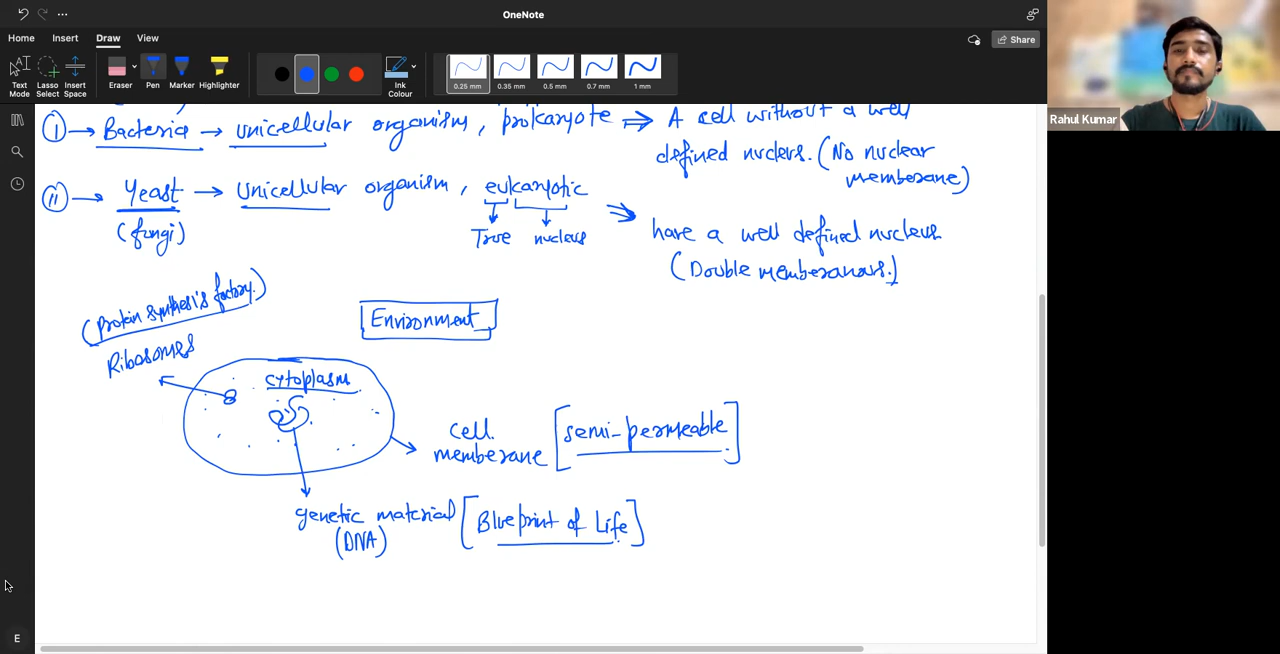 OneNote
Home Insert Draw View
Share
Text Mode
Lasso Select
Insert Space
Eraser
Pen
Marker
Highlighter
Ink Colour
0.25 mm
0.35 mm
0.5 mm
0.7 mm
1 mm
Rahul Kumar
(I) → Bacteria → unicellular organism, prokaryote ⇒ A cell without a well
defined nucleus. (No nuclear
memberane)
(II) → Yeast → Unicellular organism, eukaryotic
(fungi)
True nucleus
⇒ have a well defined nucleus
(Double memberanous.)
(Protein synthesis factory.)
Ribosomes
Environment
cytoplasm
cell
memberane [semi-permeable]
genetic material [Blueprint of Life]
(DNA)
E